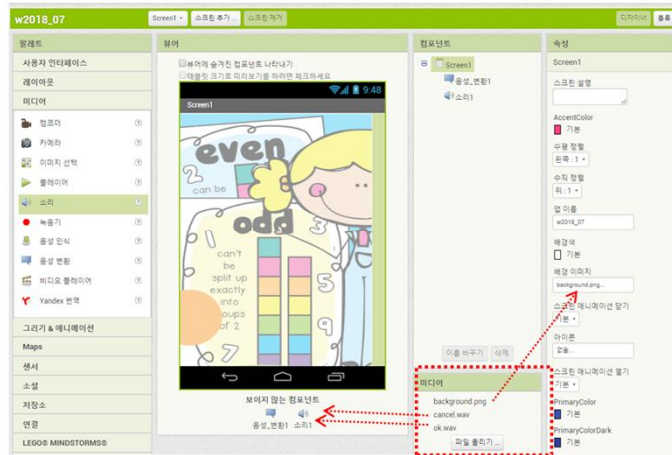 w2018_07
Screen1
스크린 추가 ...
스크린 제거
디자이너
블록
팔레트
사용자 인터페이스
레이아웃
미디어
캠코더
카메라
이미지 선택
플레이어
소리
녹음기
음성 인식
음성 변환
비디오 플레이어
Yandex 번역
그리기 & 애니메이션
Maps
센서
소셜
저장소
연결
LEGO® MINDSTORMS®
뷰어
뷰어에 숨겨진 컴포넌트 나타내기
태블릿 크기로 미리보기를 하려면 체크하세요
9:48
Screen1
even
2
can be
odd
3
can't
be
split up
exactly
into
oups
of 2
5
9
7
보이지 않는 컴포넌트
음성_변환1 소리1
컴포넌트
Screen1
음성_변환1
소리1
이름 바꾸기
삭제
미디어
background.png
cancel.wav
ok.wav
파일 올리기 ...
속성
Screen1
스크린 설명
AccentColor
기본
수평 정렬
왼쪽 : 1
수직 정렬
위 : 1
앱 이름
w2018_07
배경색
기본
배경 이미지
background.png...
스크린 애니메이션 닫기
기본
아이콘
없음...
스크린 애니메이션 열기
기본
PrimaryColor
기본
PrimaryColorDark
기본